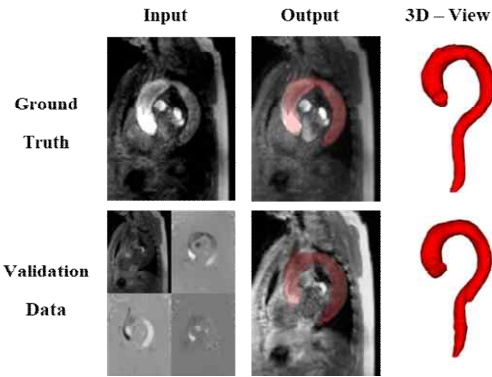 Input Output 3D – View
Ground
Truth
Validation
Data